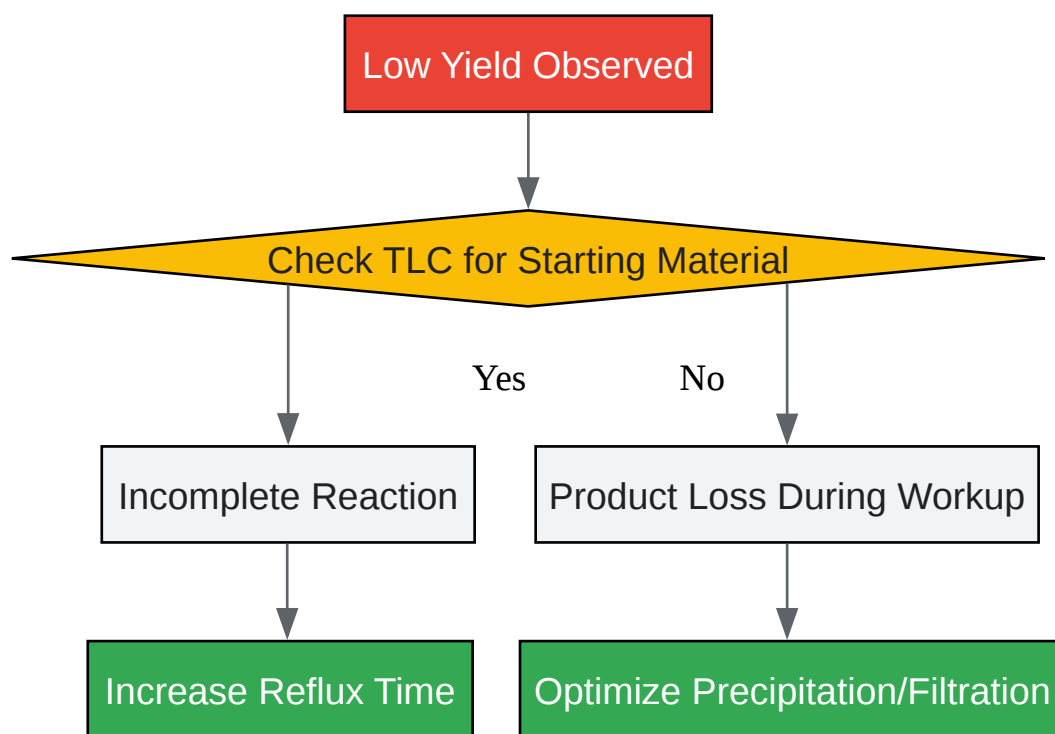 Low Yield Observed
Check TLC for Starting Material
Yes
No
Incomplete Reaction
Product Loss During Workup
Increase Reflux Time
Optimize Precipitation/Filtration